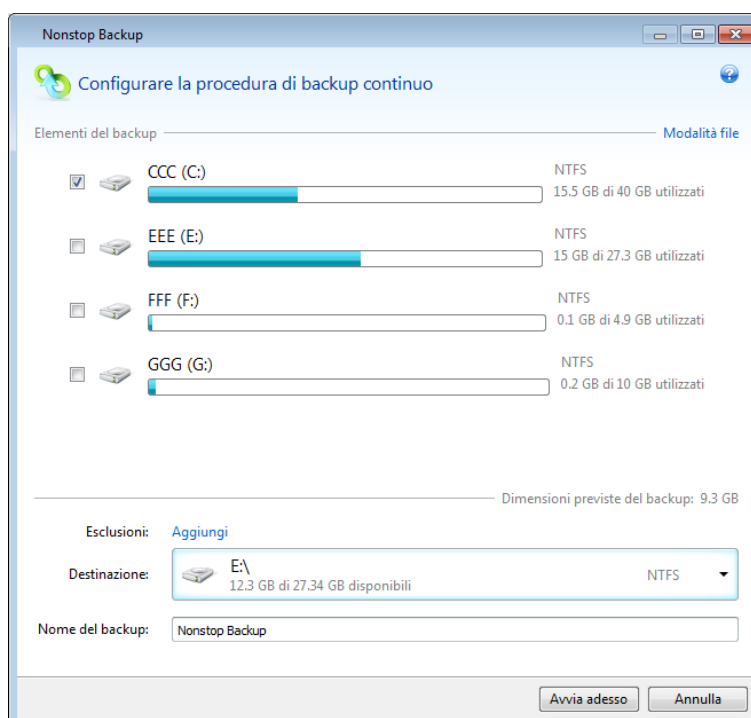 Nonstop Backup
Configurare la procedura di backup continuo
Elementi del backup
Modalità file
CCC (C:)
NTFS
15.5 GB di 40 GB utilizzati
EEE (E:)
NTFS
15 GB di 27.3 GB utilizzati
FFF (F:)
NTFS
0.1 GB di 4.9 GB utilizzati
GGG (G:)
NTFS
0.2 GB di 10 GB utilizzati
Dimensioni previste del backup: 9.3 GB
Esclusioni: Aggiungi
Destinazione: E:\ NTFS
12.3 GB di 27.34 GB disponibili
Nome del backup: Nonstop Backup
Avvia adesso Annulla